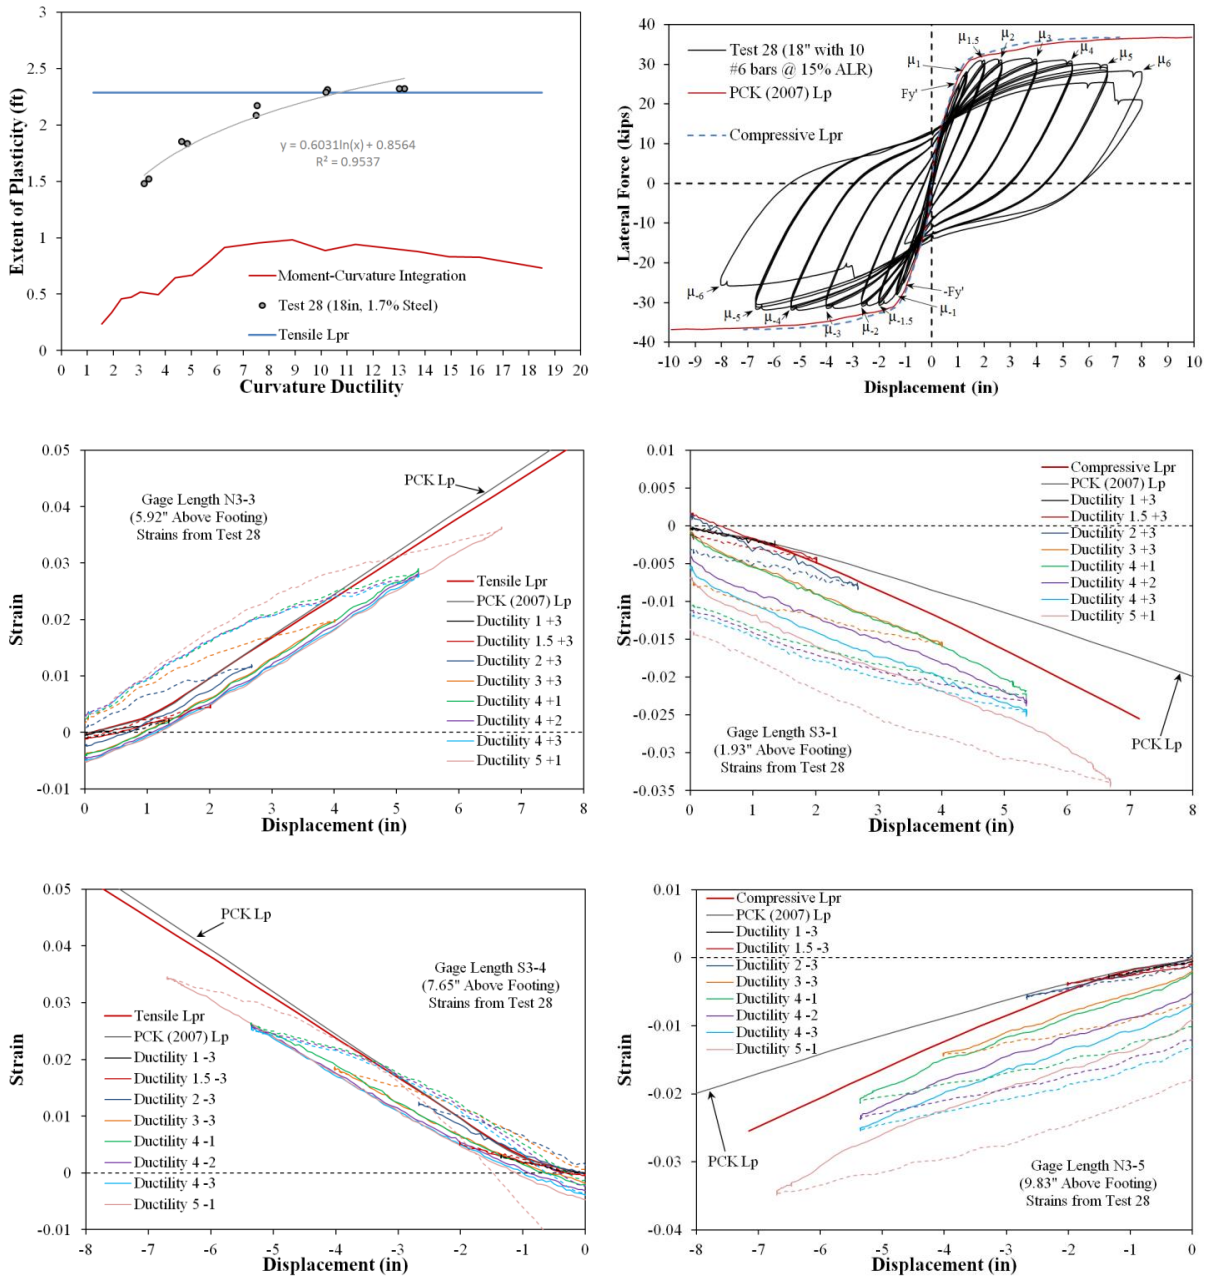 3
2.5
2
1.5
1
0.5
0
Extent of Plasticity (ft)
y = 0.6031ln(x) + 0.8564
R² = 0.9537
Moment-Curvature Integration
Test 28 (18in, 1.7% Steel)
Tensile Lpr
0 1 2 3 4 5 6 7 8 9 10 11 12 13 14 15 16 17 18 19 20
Curvature Ductility
40
30
20
10
0
-10
-20
-30
-40
Lateral Force (kips)
Test 28 (18" with 10
#6 bars @ 15% ALR)
PCK (2007) Lp
Compressive Lpr
μ1.5
μ2
μ3
μ4
μ5
μ6
μ1
Fy'
-Fy'
μ-6
μ-5
μ-4
μ-3
μ-2
μ-1.5
μ-1
-10 -9 -8 -7 -6 -5 -4 -3 -2 -1 0 1 2 3 4 5 6 7 8 9 10
Displacement (in)
0.05
0.04
0.03
0.02
0.01
0
-0.01
Strain
Gage Length N3-3
(5.92" Above Footing)
Strains from Test 28
PCK Lp
Tensile Lpr
PCK (2007) Lp
Ductility 1 +3
Ductility 1.5 +3
Ductility 2 +3
Ductility 3 +3
Ductility 4 +1
Ductility 4 +2
Ductility 4 +3
Ductility 5 +1
0 1 2 3 4 5 6 7 8
Displacement (in)
0.01
0.005
0
-0.005
-0.01
-0.015
-0.02
-0.025
-0.03
-0.035
Strain
Compressive Lpr
PCK (2007) Lp
Ductility 1 +3
Ductility 1.5 +3
Ductility 2 +3
Ductility 3 +3
Ductility 4 +1
Ductility 4 +2
Ductility 4 +3
Ductility 5 +1
Gage Length S3-1
(1.93" Above Footing)
Strains from Test 28
PCK Lp
0 1 2 3 4 5 6 7 8
Displacement (in)
0.05
0.04
0.03
0.02
0.01
0
-0.01
Strain
PCK Lp
Gage Length S3-4
(7.65" Above Footing)
Strains from Test 28
Tensile Lpr
PCK (2007) Lp
Ductility 1 -3
Ductility 1.5 -3
Ductility 2 -3
Ductility 3 -3
Ductility 4 -1
Ductility 4 -2
Ductility 4 -3
Ductility 5 -1
-8 -7 -6 -5 -4 -3 -2 -1 0
Displacement (in)
0.01
0
-0.01
-0.02
-0.03
-0.04
Strain
Compressive Lpr
PCK (2007) Lp
Ductility 1 -3
Ductility 1.5 -3
Ductility 2 -3
Ductility 3 -3
Ductility 4 -1
Ductility 4 -2
Ductility 4 -3
Ductility 5 -1
PCK Lp
Gage Length N3-5
(9.83" Above Footing)
Strains from Test 28
-8 -7 -6 -5 -4 -3 -2 -1 0
Displacement (in)